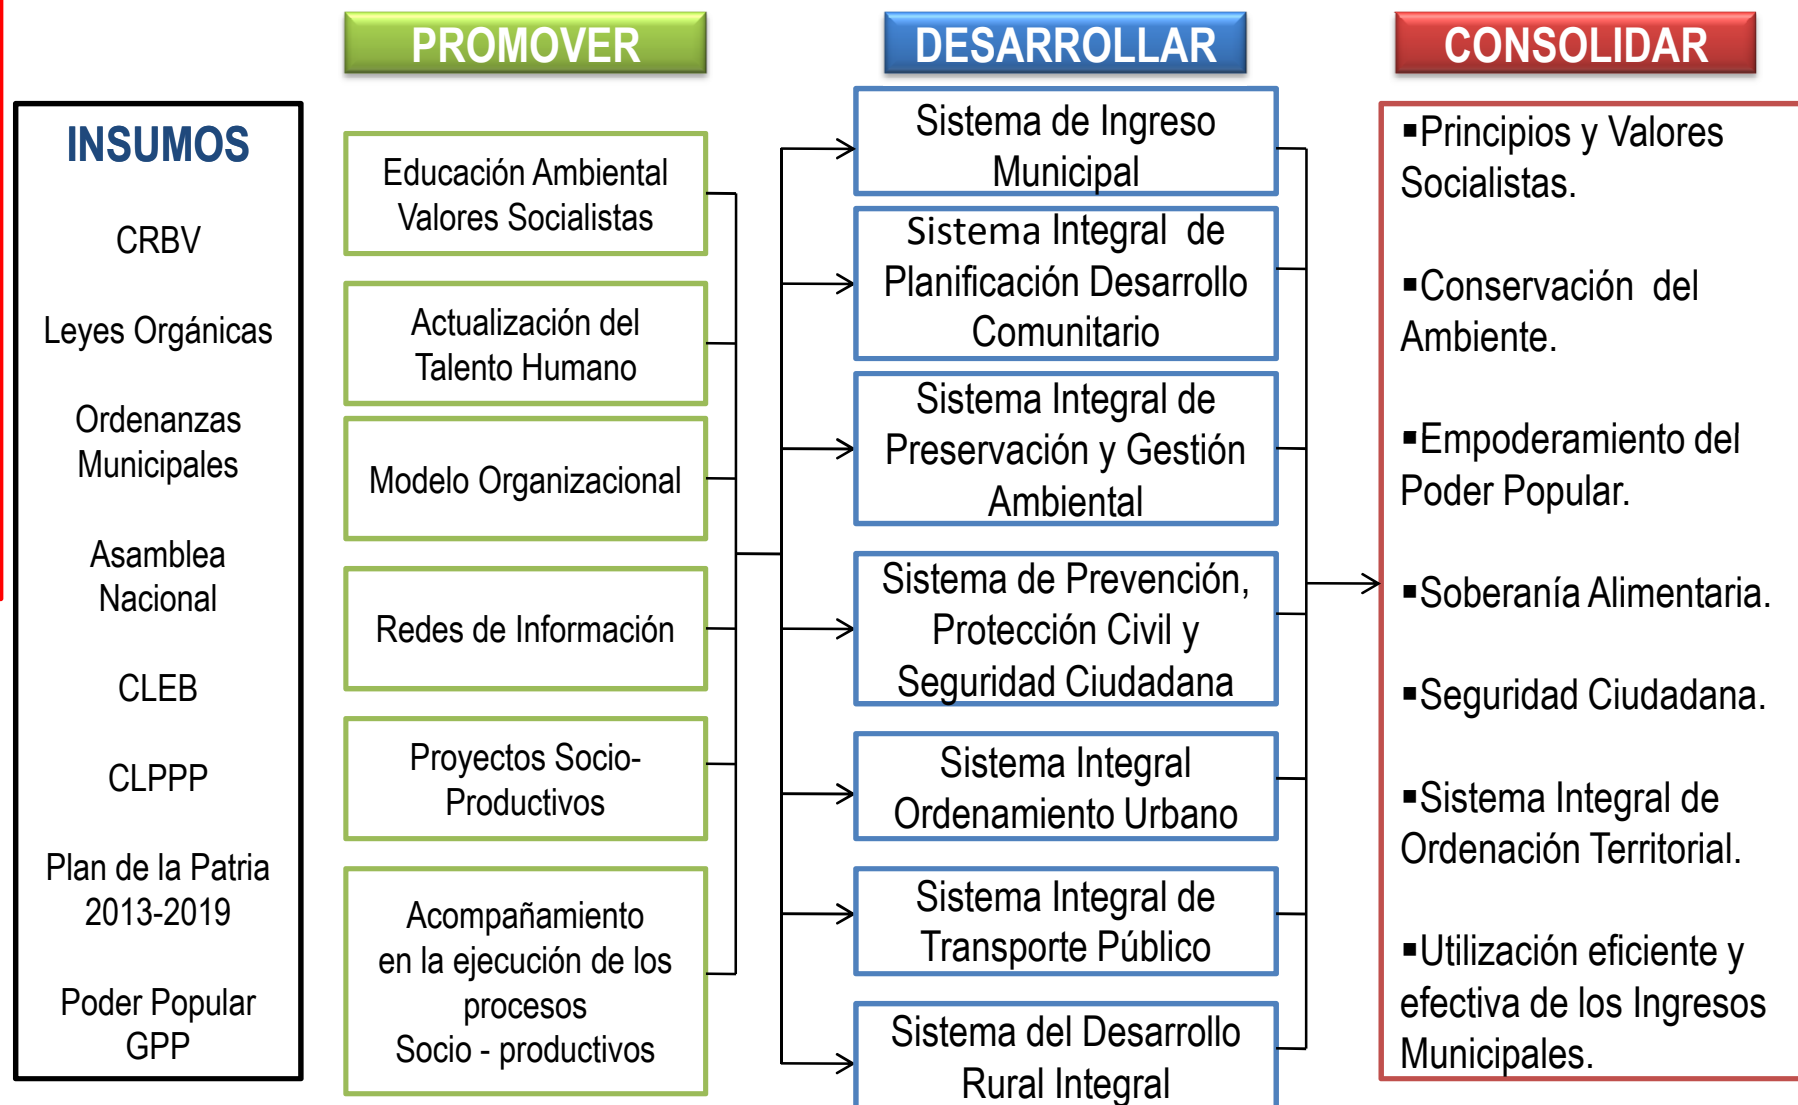 PROMOVER
DESARROLLAR
CONSOLIDAR
INSUMOS
CRBV
Leyes Orgánicas
Ordenanzas
Municipales
Asamblea
Nacional
CLEB
CLPPP
Plan de la Patria
2013-2019
Poder Popular
GPP
Educación Ambiental
Valores Socialistas
Actualización del
Talento Humano
Modelo Organizacional
Redes de Información
Proyectos Socio-
Productivos
Acompañamiento
en la ejecución de los
procesos
Socio - productivos
Sistema de Ingreso
Municipal
Sistema Integral de
Planificación Desarrollo
Comunitario
Sistema Integral de
Preservación y Gestión
Ambiental
Sistema de Prevención,
Protección Civil y
Seguridad Ciudadana
Sistema Integral
Ordenamiento Urbano
Sistema Integral de
Transporte Público
Sistema del Desarrollo
Rural Integral
▪Principios y Valores
Socialistas.
▪Conservación del
Ambiente.
▪Empoderamiento del
Poder Popular.
▪Soberanía Alimentaria.
▪Seguridad Ciudadana.
▪Sistema Integral de
Ordenación Territorial.
▪Utilización eficiente y
efectiva de los Ingresos
Municipales.